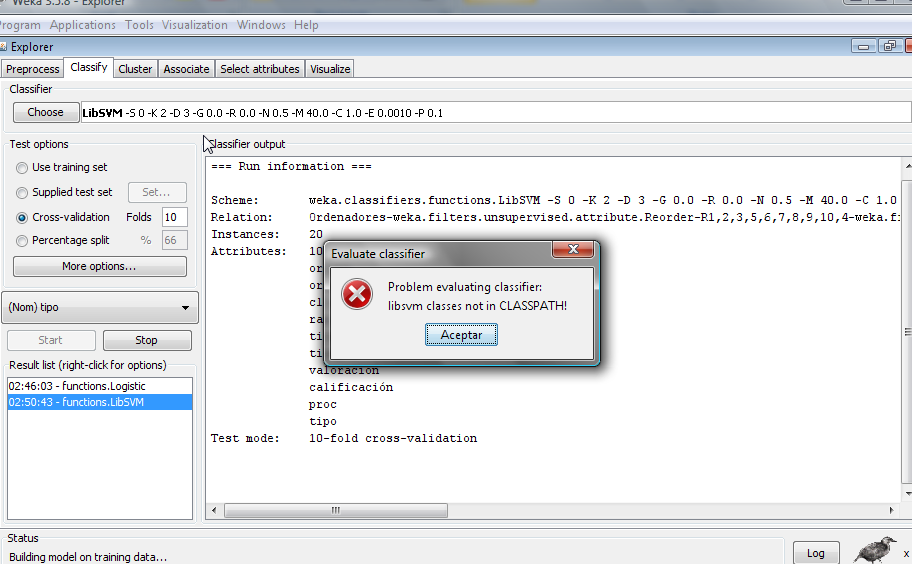 Weka 3.5.8 - Explorer
Program Applications Tools Visualization Windows Help
Explorer
Preprocess Classify Cluster Associate Select attributes Visualize
Classifier
Choose LibSVM -S 0 -K 2 -D 3 -G 0.0 -R 0.0 -N 0.5 -M 40.0 -C 1.0 -E 0.0010 -P 0.1
Test options
Use training set
Supplied test set Set...
Cross-validation Folds 10
Percentage split % 66
More options...
(Nom) tipo
Start Stop
Result list (right-click for options)
02:46:03 - functions.Logistic
02:50:43 - functions.LibSVM
Classifier output
=== Run information ===
Scheme: weka.classifiers.functions.LibSVM -S 0 -K 2 -D 3 -G 0.0 -R 0.0 -N 0.5 -M 40.0 -C 1.0
Relation: Ordenadores-weka.filters.unsupervised.attribute.Reorder-R1,2,3,5,6,7,8,9,10,4-weka.fi
Instances: 20
Attributes: 10
or
or
cl
ra
ti
ti
valoración
calificación
proc
tipo
Test mode: 10-fold cross-validation
Evaluate classifier
Problem evaluating classifier:
libsvm classes not in CLASSPATH!
Aceptar
Status
Building model on training data...
Log
x